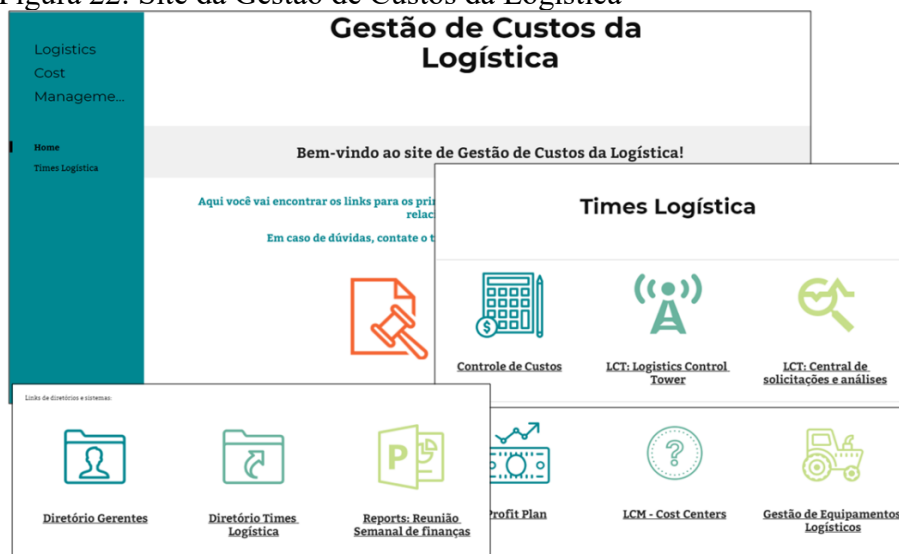 Figura 22: Site da Gestão de Custos da Logística
Logistics
Cost
Manageme...
Home
Times Logística
Gestão de Custos da
Logística
Bem-vindo ao site de Gestão de Custos da Logística!
Aqui você vai encontrar os links para os
Em caso de dúvidas, contate o
Times Logística
Controle de Custos
LCT: Logistics Control
Tower
LCT: Central de
solicitações e análises
Links de diretórios e sistemas:
Diretório Gerentes
Diretório Times
Logística
Reports: Reunião
Semanal de finanças
Profit Plan
LCM - Cost Centers
Gestão de Equipamentos
Logísticos